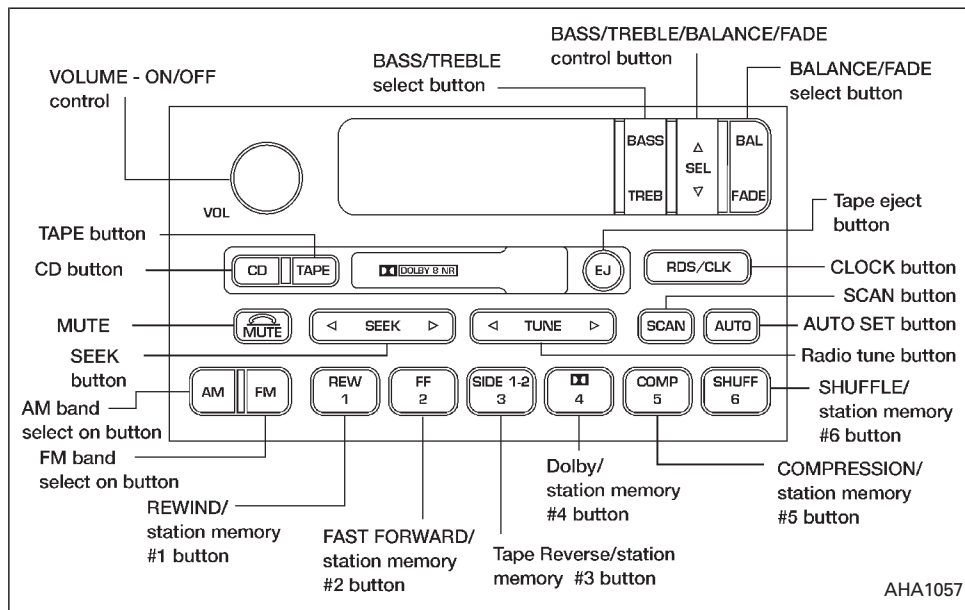 BASS/TREBLE/BALANCE/FADE
control button
BASS/TREBLE
select button
BALANCE/FADE
select button
VOLUME - ON/OFF
control
BASS
TREB
△
SEL
▽
BAL
FADE
VOL
Tape eject
button
TAPE button
CD button
CD
TAPE
DOLBY B NR
EJ
RDS/CLK
CLOCK button
SCAN button
MUTE
MUTE
◁ SEEK ▷
◁ TUNE ▷
SCAN
AUTO
AUTO SET button
SEEK
button
Radio tune button
AM
FM
REW
1
FF
2
SIDE 1-2
3
4
COMP
5
SHUFF
6
SHUFFLE/
station memory
#6 button
AM band
select on button
FM band
select on button
REWIND/
station memory
#1 button
FAST FORWARD/
station memory
#2 button
Tape Reverse/station
memory #3 button
Dolby/
station memory
#4 button
COMPRESSION/
station memory
#5 button
AHA1057